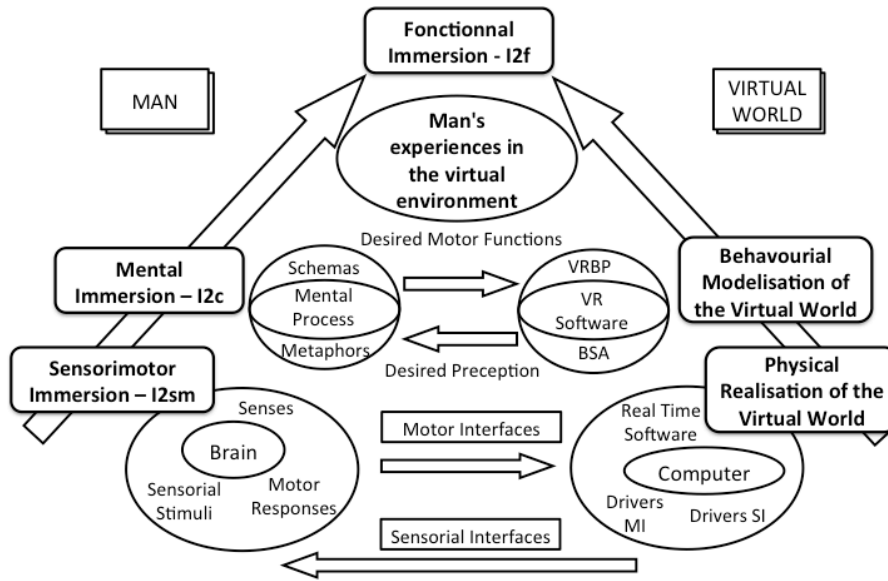 Fonctionnal
Immersion - I2f
MAN
VIRTUAL
WORLD
Man's
experiences in
the virtual
environment
Desired Motor Functions
Mental
Immersion – I2c
Schemas
Mental
Process
Metaphors
VRBP
VR
Software
BSA
Behavourial
Modelisation of
the Virtual World
Desired Preception
Sensorimotor
Immersion – I2sm
Physical
Realisation of the
Virtual World
Senses
Brain
Sensorial
Stimuli
Motor
Responses
Motor Interfaces
Real Time
Software
Computer
Drivers
MI
Drivers SI
Sensorial Interfaces